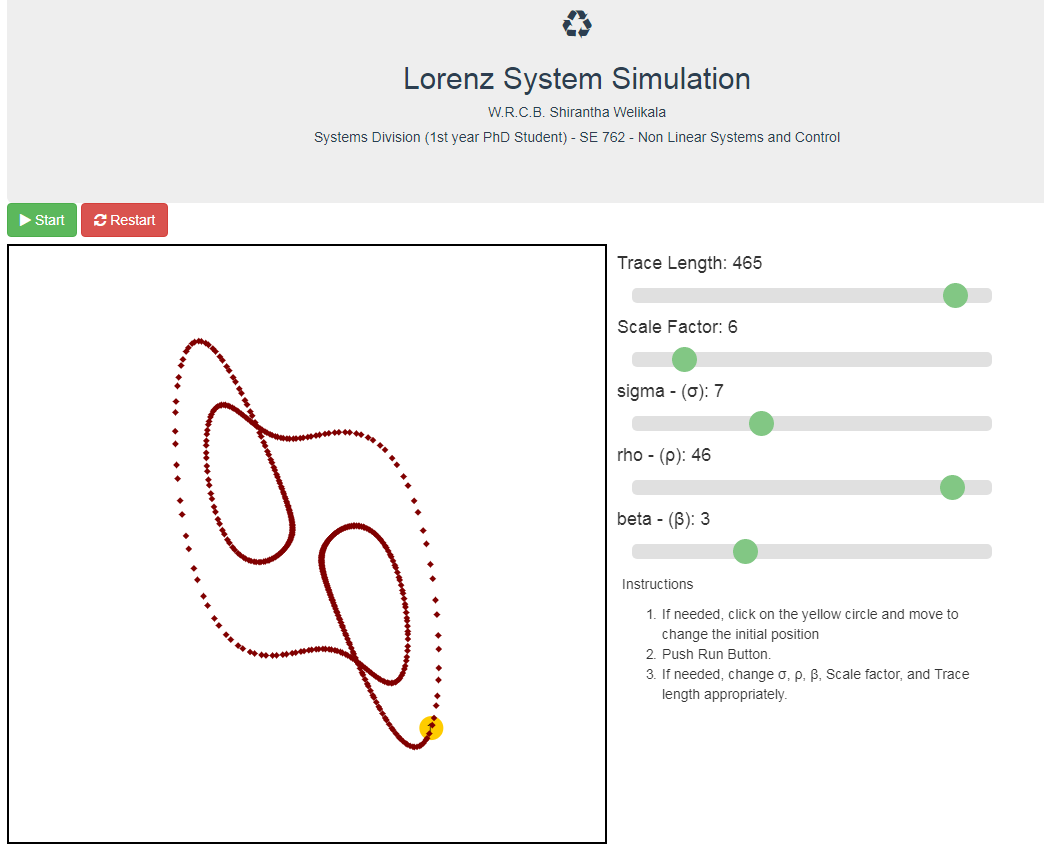 Lorenz System Simulation
W.R.C.B. Shirantha Welikala
Systems Division (1st year PhD Student) - SE 762 - Non Linear Systems and Control
Start Restart
Trace Length: 465
Scale Factor: 6
sigma - (σ): 7
rho - (ρ): 46
beta - (β): 3
Instructions
1. If needed, click on the yellow circle and move to
change the initial position
2. Push Run Button.
3. If needed, change σ, ρ, β, Scale factor, and Trace
length appropriately.